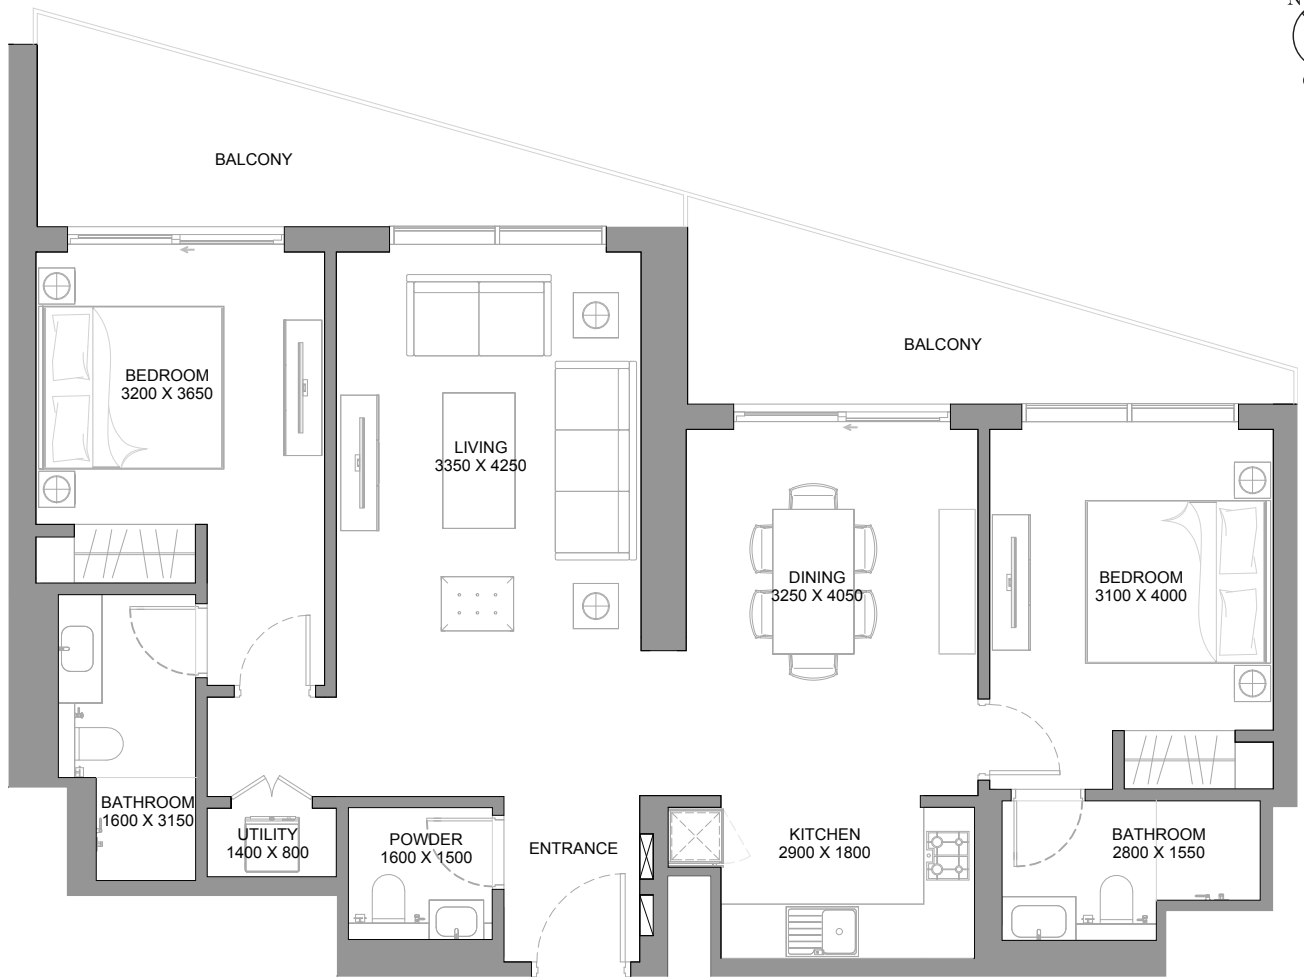 N
BALCONY
BALCONY
BEDROOM
3200 X 3650
LIVING
3350 X 4250
DINING
3250 X 4050
BEDROOM
3100 X 4000
BATHROOM
1600 X 3150
UTILITY
1400 X 800
POWDER
1600 X 1500
ENTRANCE
KITCHEN
2900 X 1800
BATHROOM
2800 X 1550